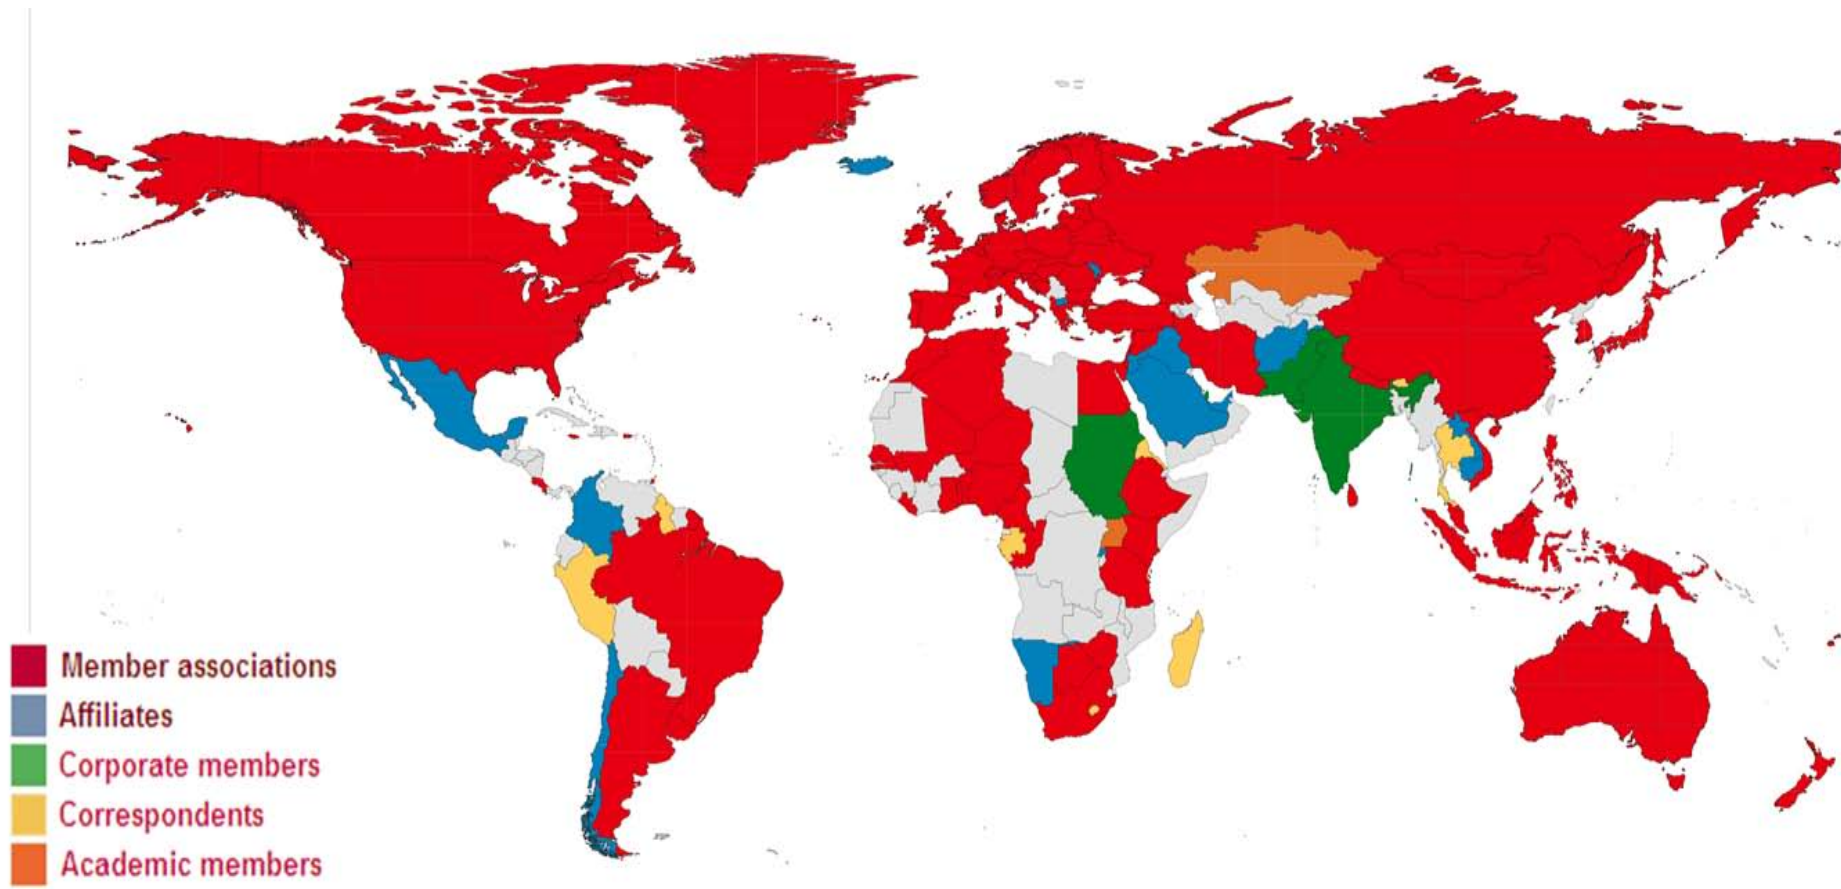 Member associations
Affiliates
Corporate members
Correspondents
Academic members